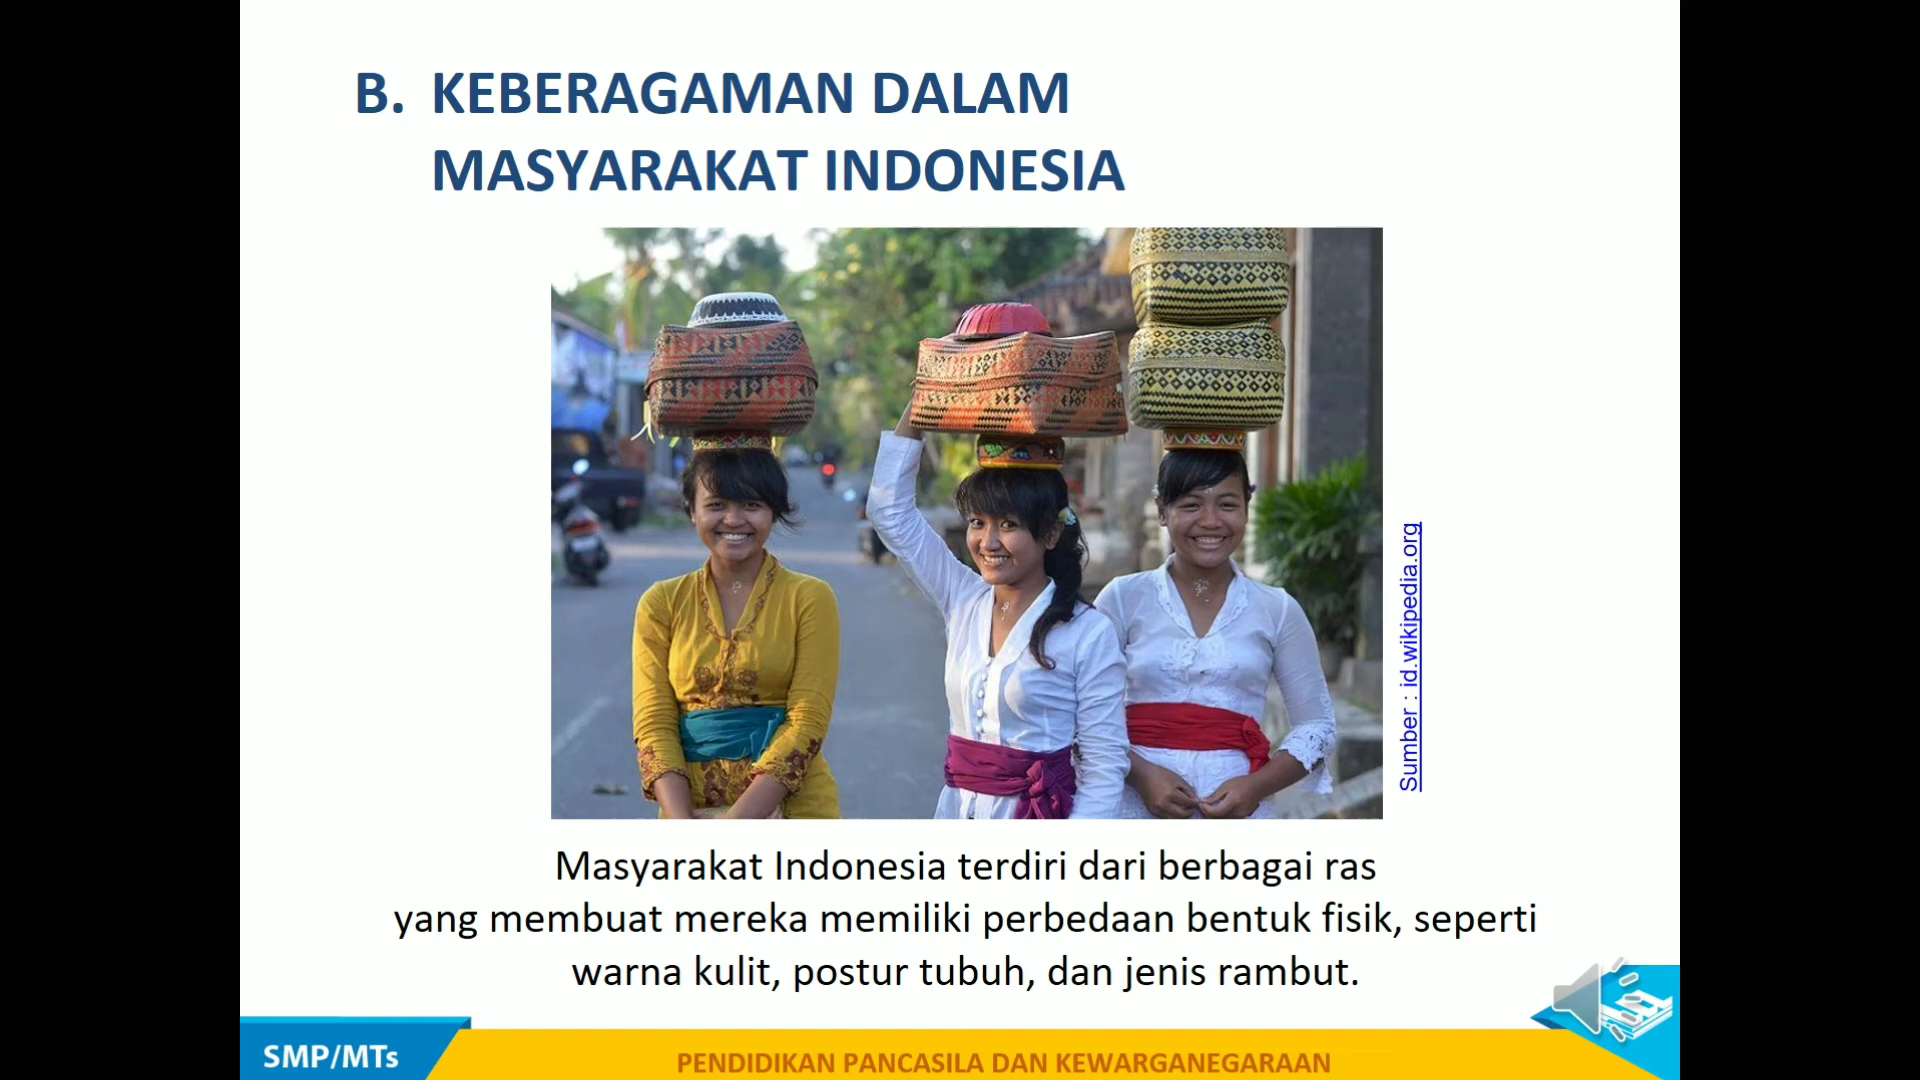 B. KEBERAGAMAN DALAM
MASYARAKAT INDONESIA
Sumber : id.wikipedia.org
Masyarakat Indonesia terdiri dari berbagai ras
yang membuat mereka memiliki perbedaan bentuk fisik, seperti
warna kulit, postur tubuh, dan jenis rambut.
SMP/MTs
PENDIDIKAN PANCASILA DAN KEWARGANEGARAAN